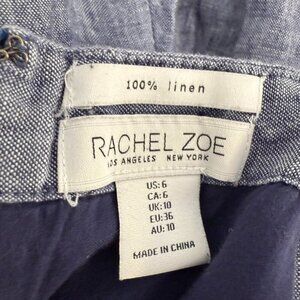 100% linen
RACHEL ZOE
LOS ANGELES NEW YORK
US: 6
CA: 6
UK: 10
EU: 36
AU: 10
MADE IN CHINA